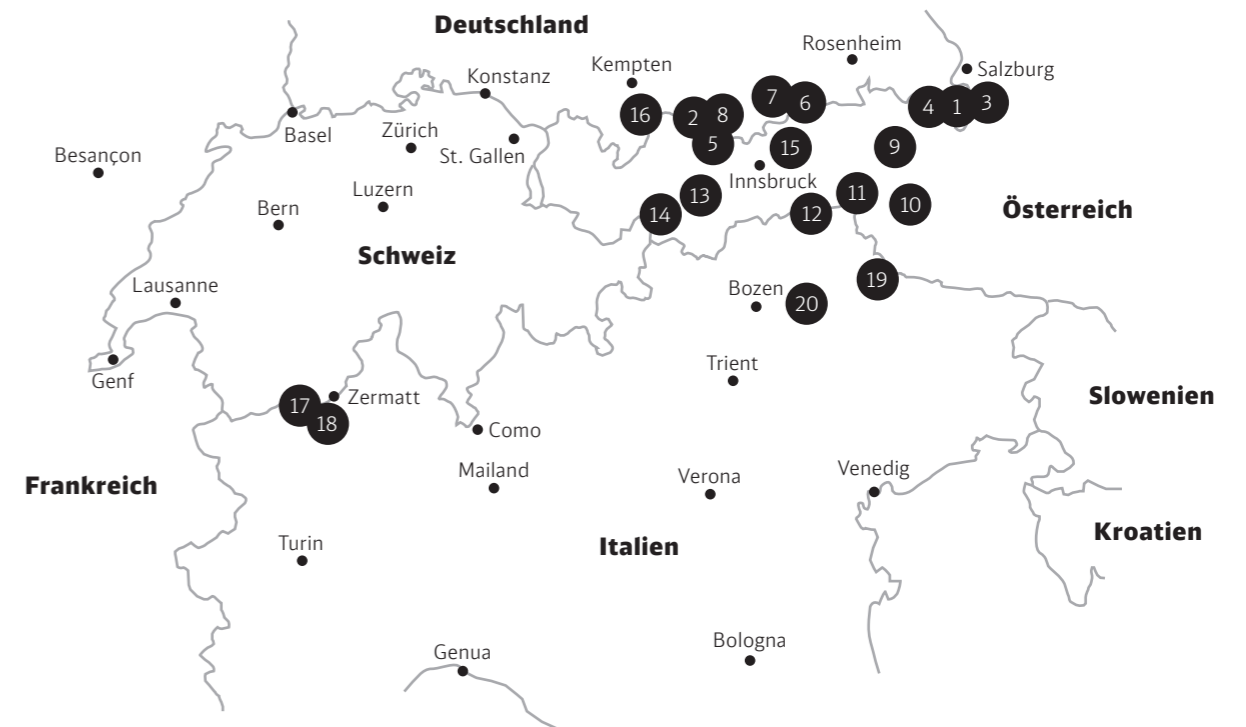 Deutschland
Rosenheim
Kempten
Salzburg
Konstanz
7
6
4
1
3
16
2
8
Basel
Zürich
5
15
9
Besançon
St. Gallen
Innsbruck
Luzern
13
11
10
Bern
14
12
Österreich
Schweiz
19
Lausanne
Bozen
20
Trient
Genf
Zermatt
17
18
Slowenien
Como
Mailand
Verona
Venedig
Frankreich
Turin
Italien
Kroatien
Bologna
Genua